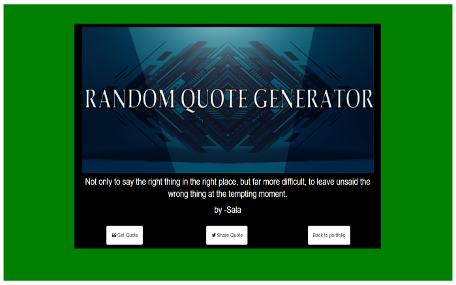 RANDOM QUOTE GENERATOR
Not only to say the right thing in the right place, but far more difficult, to leave unsaid the
wrong thing at the tempting moment.
by -Sala
Get Quote
Share Quote
Back to portfolio